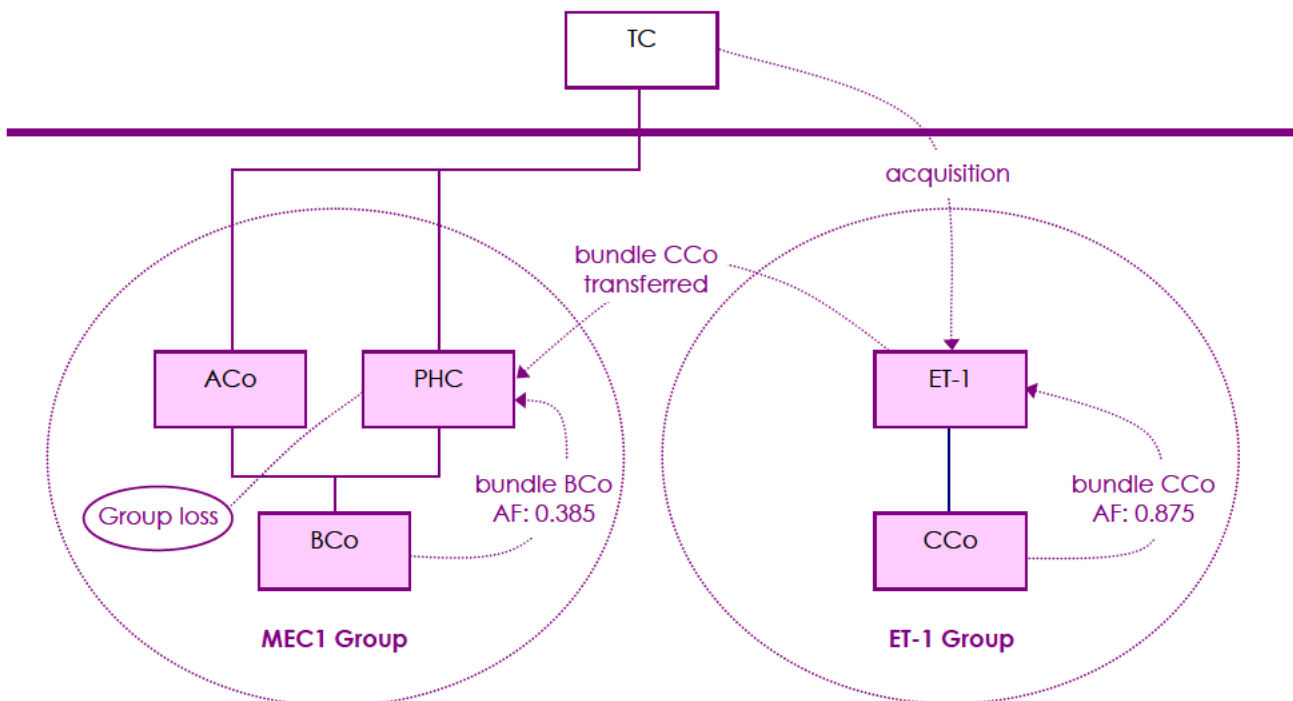 TC
acquisition
bundle CCo
transferred
ACo
PHC
ET-1
Group loss
bundle BCo
AF: 0.385
bundle CCo
AF: 0.875
BCo
CCo
MEC1 Group
ET-1 Group